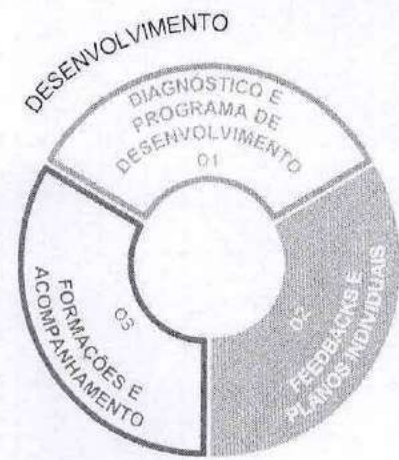 DESENVOLVIMENTO
DIAGNÓSTICO E
PROGRAMA DE
DESENVOLVIMENTO
01
02
FEEDBACKS E
PLANOS INDIVIDUAIS
03
FORMAÇÕES E
ACOMPANHAMENTO